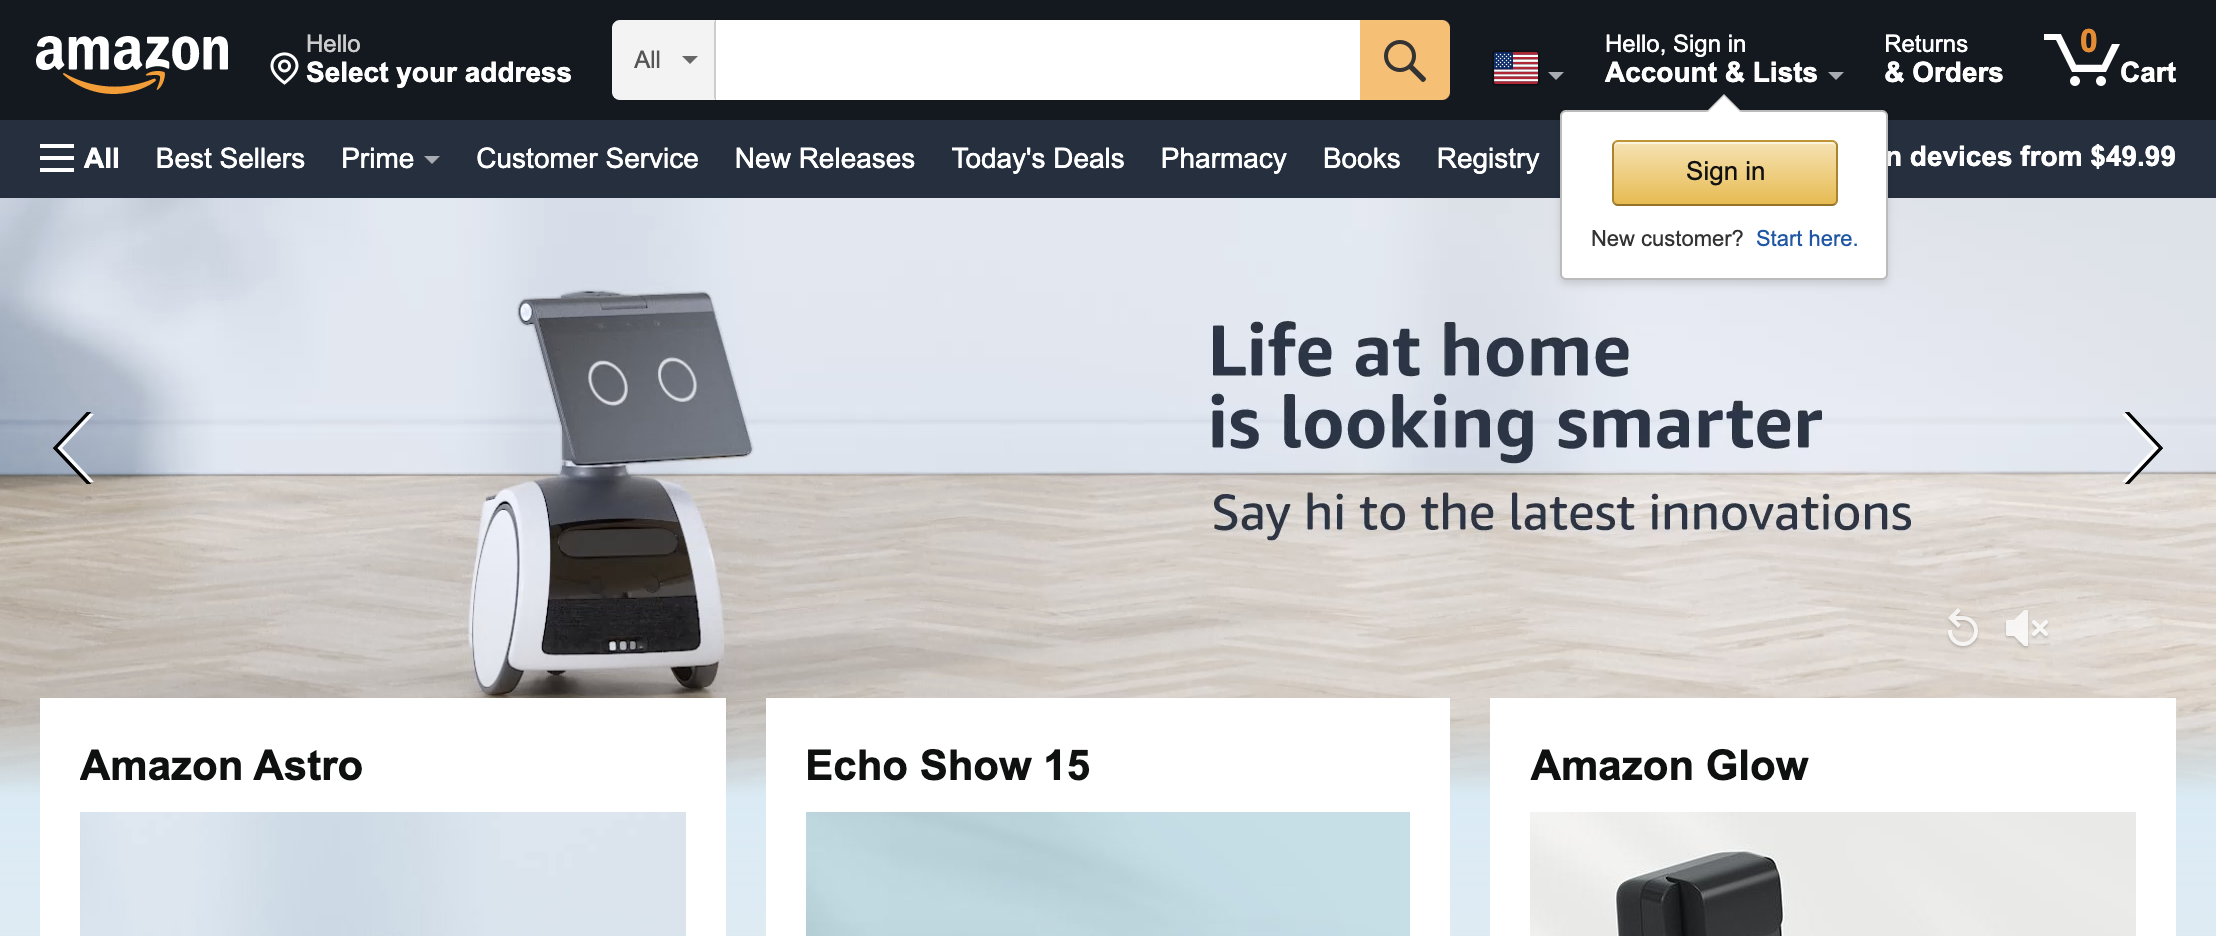 amazon
Hello
Select your address
All
Hello, Sign in
Account & Lists
Returns
& Orders
0
Cart
All
Best Sellers
Prime
Customer Service
New Releases
Today's Deals
Pharmacy
Books
Registry
n devices from $49.99
Sign in
New customer? Start here.
Life at home
is looking smarter
Say hi to the latest innovations
Amazon Astro
Echo Show 15
Amazon Glow